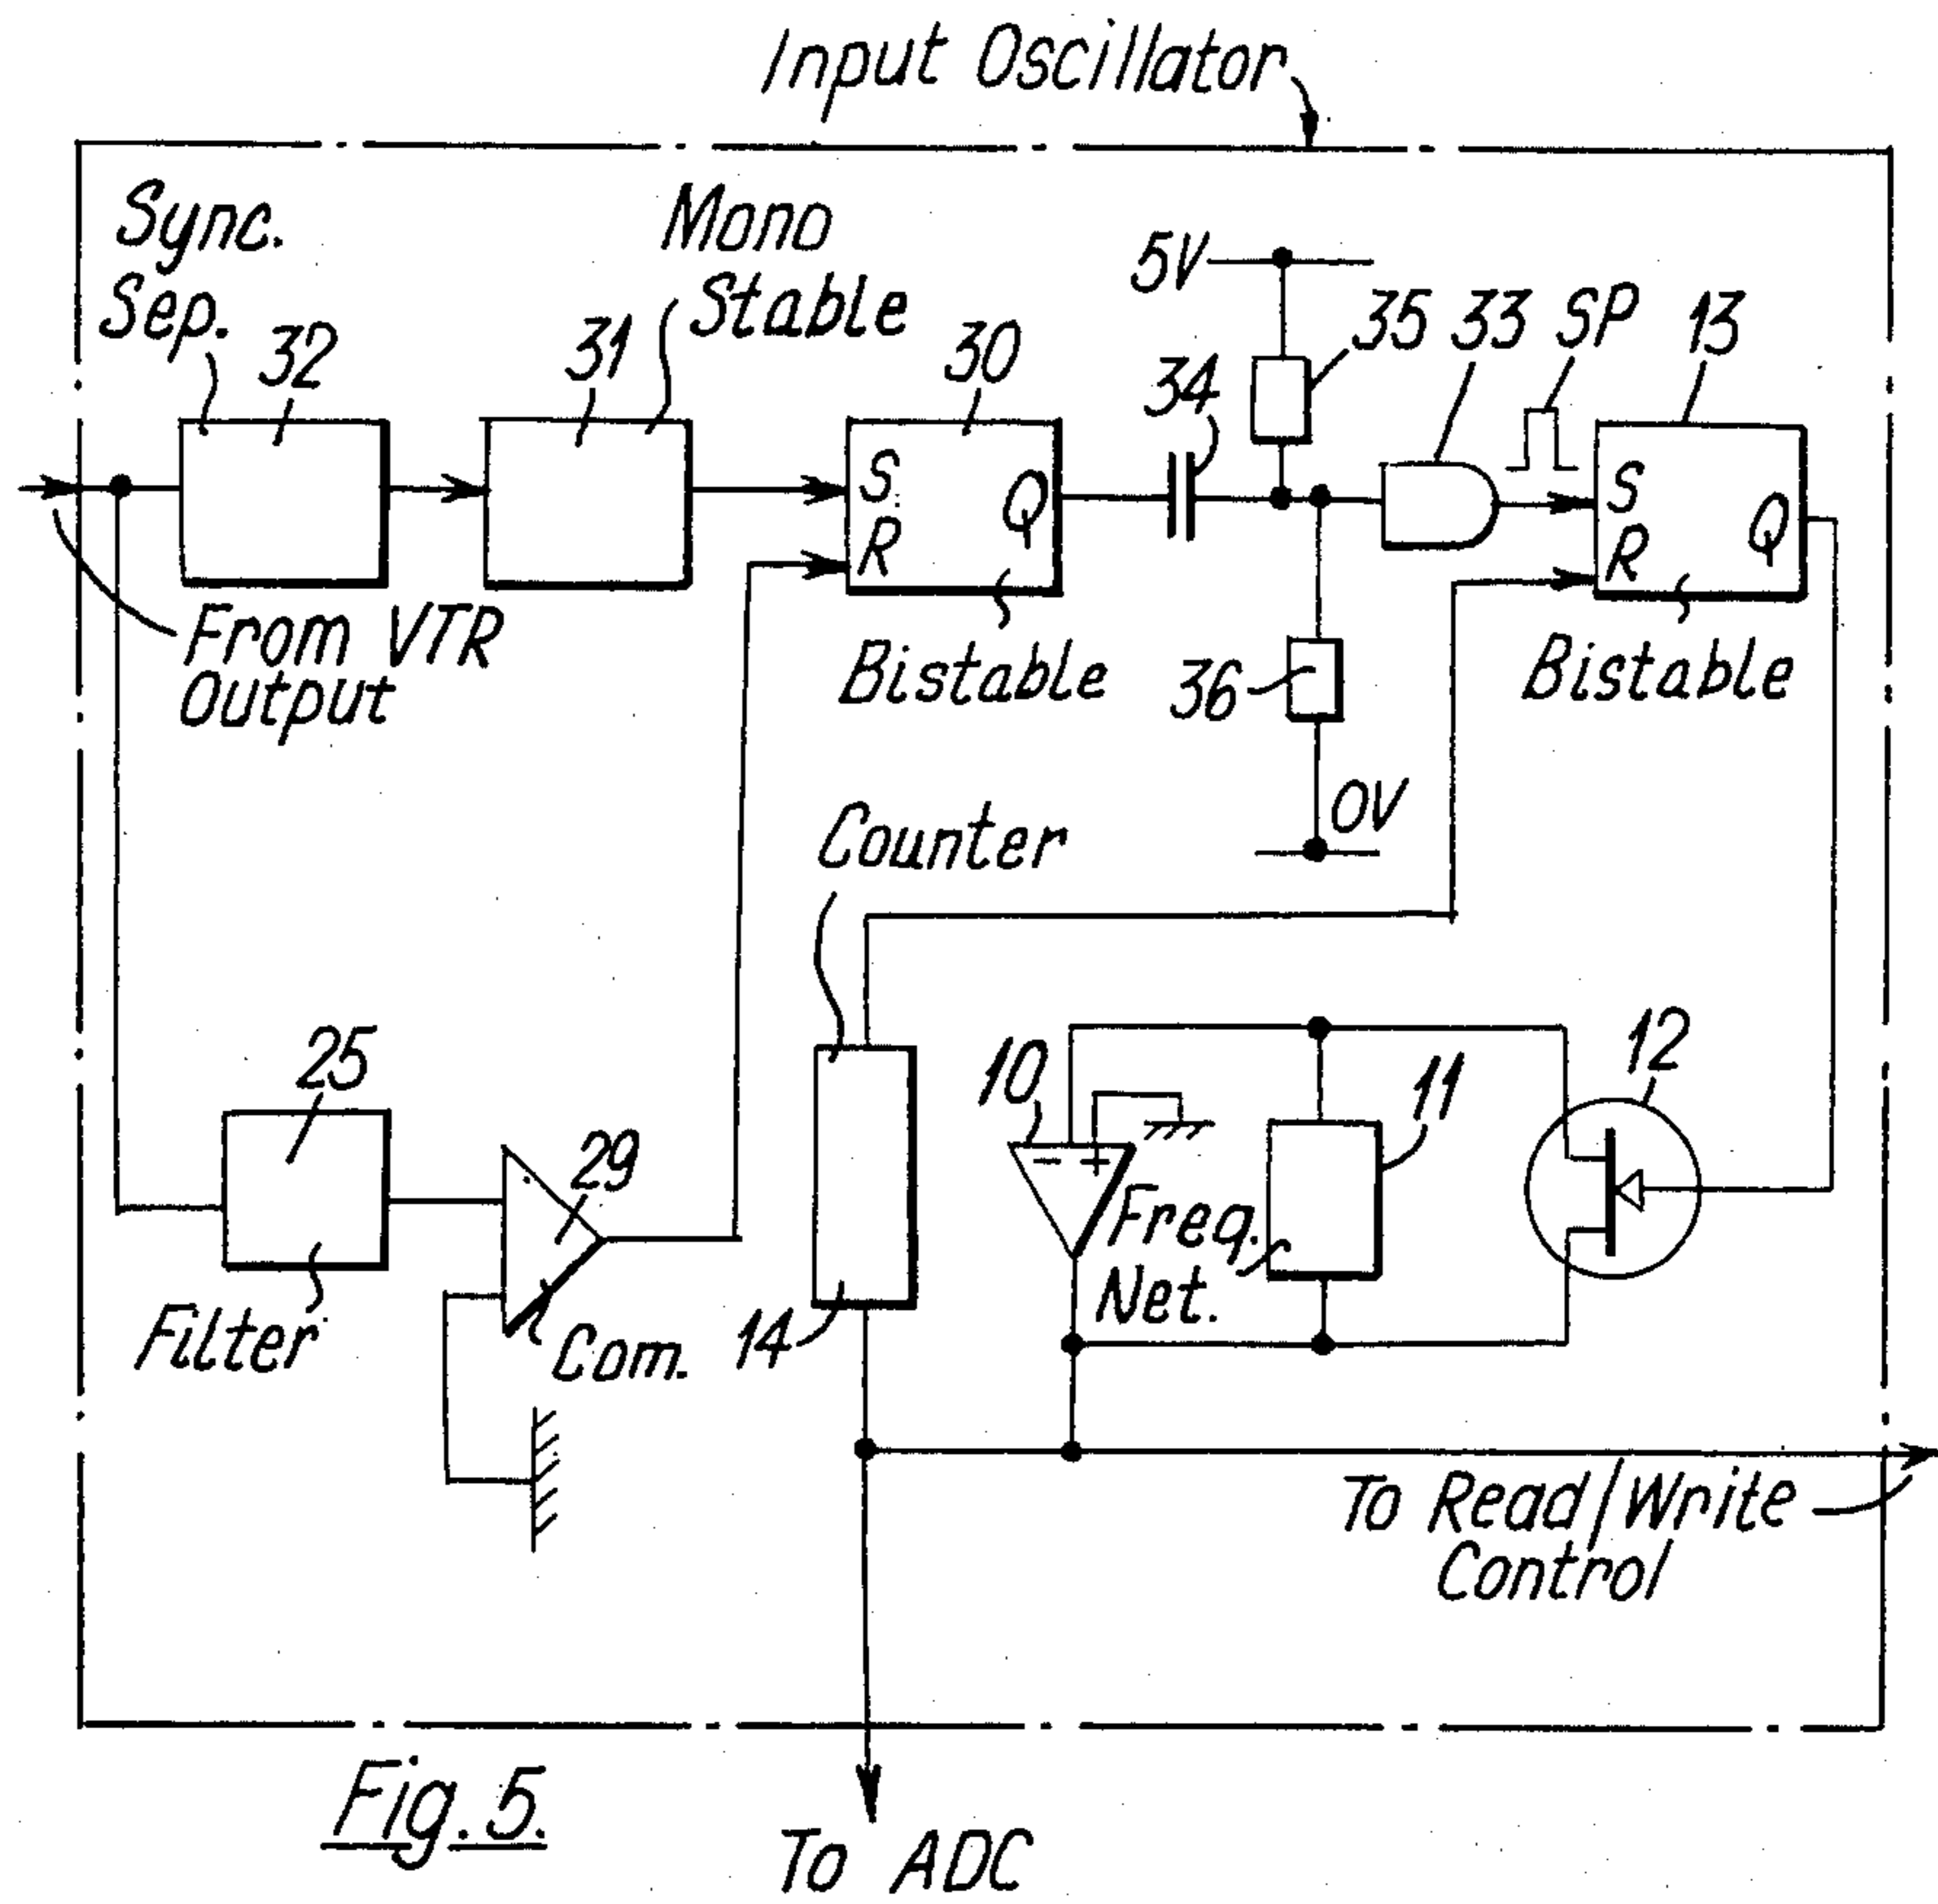 Input Oscillator
Sync.
Sep.
32
31
Mono
Stable
30
5V
34
35
33
SP
13
S
R
Q
S
R
Q
From VTR
Output
Bistable
36
Bistable
0V
Counter
25
29
10
- +
11
12
Freq.
Net.
Filter
Com.
14
To Read/Write
Control
Fig. 5.
To ADC